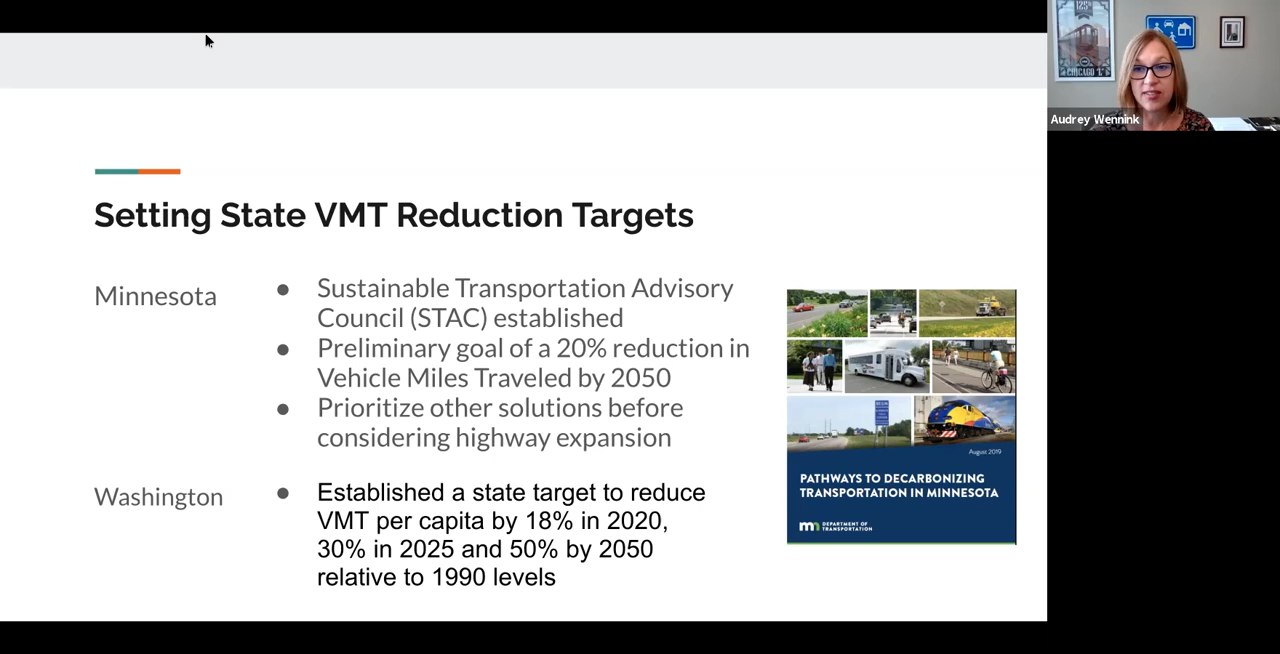 125
CHICAGO 'L'
Audrey Wennink
Setting State VMT Reduction Targets
Minnesota
● Sustainable Transportation Advisory
Council (STAC) established
● Preliminary goal of a 20% reduction in
Vehicle Miles Traveled by 2050
● Prioritize other solutions before
considering highway expansion
Washington
● Established a state target to reduce
VMT per capita by 18% in 2020,
30% in 2025 and 50% by 2050
relative to 1990 levels
August 2019
PATHWAYS TO DECARBONIZING
TRANSPORTATION IN MINNESOTA
mn DEPARTMENT OF
TRANSPORTATION